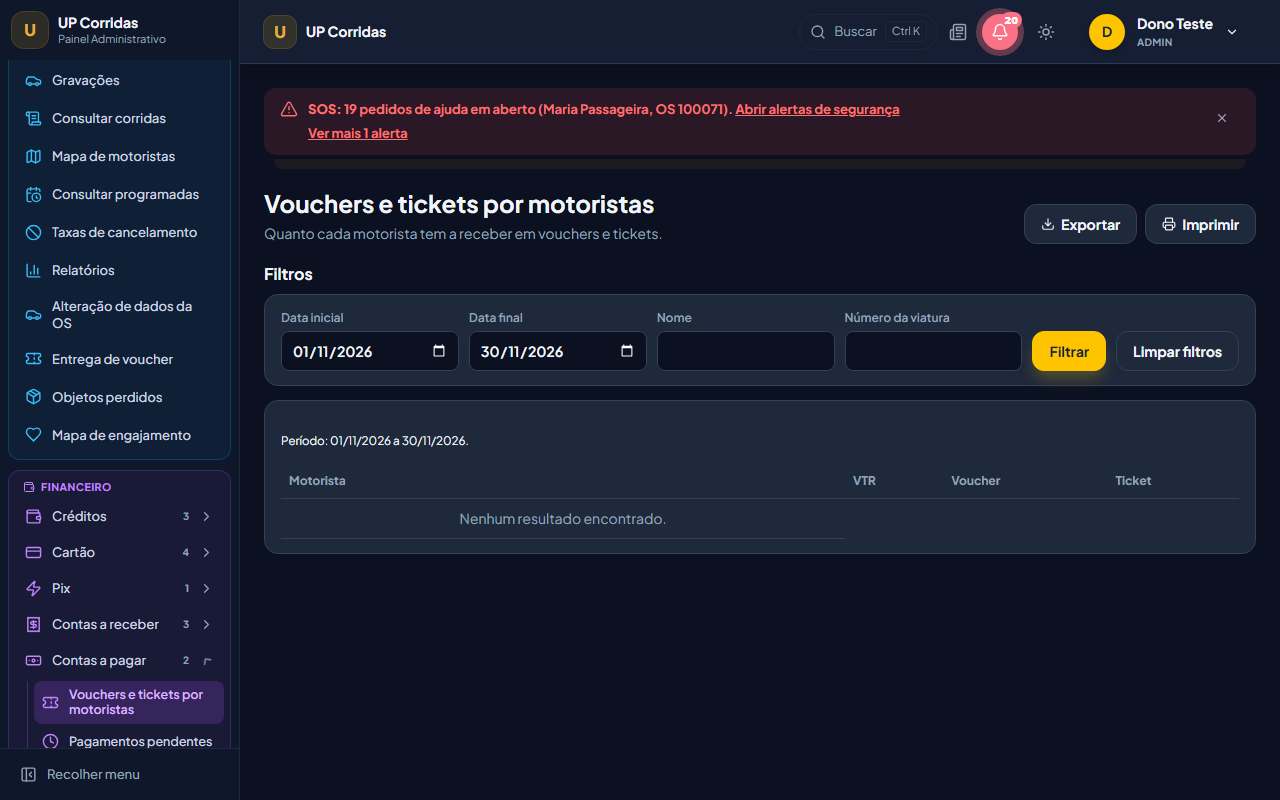 U
UP Corridas
Painel Administrativo
Gravações
Consultar corridas
Mapa de motoristas
Consultar programadas
Taxas de cancelamento
Relatórios
Alteração de dados da
OS
Entrega de voucher
Objetos perdidos
Mapa de engajamento
FINANCEIRO
Créditos 3
Cartão 4
Pix 1
Contas a receber 3
Contas a pagar 2
Vouchers e tickets por
motoristas
Pagamentos pendentes
Recolher menu
U UP Corridas
Buscar Ctrl K
20
D
Dono Teste
ADMIN
SOS: 19 pedidos de ajuda em aberto (Maria Passageira, OS 100071). Abrir alertas de segurança
Ver mais 1 alerta
Vouchers e tickets por motoristas
Quanto cada motorista tem a receber em vouchers e tickets.
Exportar
Imprimir
Filtros
Data inicial Data final Nome Número da viatura
01/11/2026 30/11/2026 Filtrar Limpar filtros
Período: 01/11/2026 a 30/11/2026.
Motorista VTR Voucher Ticket
Nenhum resultado encontrado.